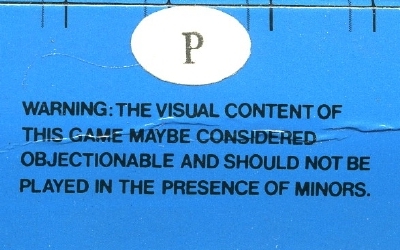 P
WARNING: THE VISUAL CONTENT OF
THIS GAME MAYBE CONSIDERED
OBJECTIONABLE AND SHOULD NOT BE
PLAYED IN THE PRESENCE OF MINORS.